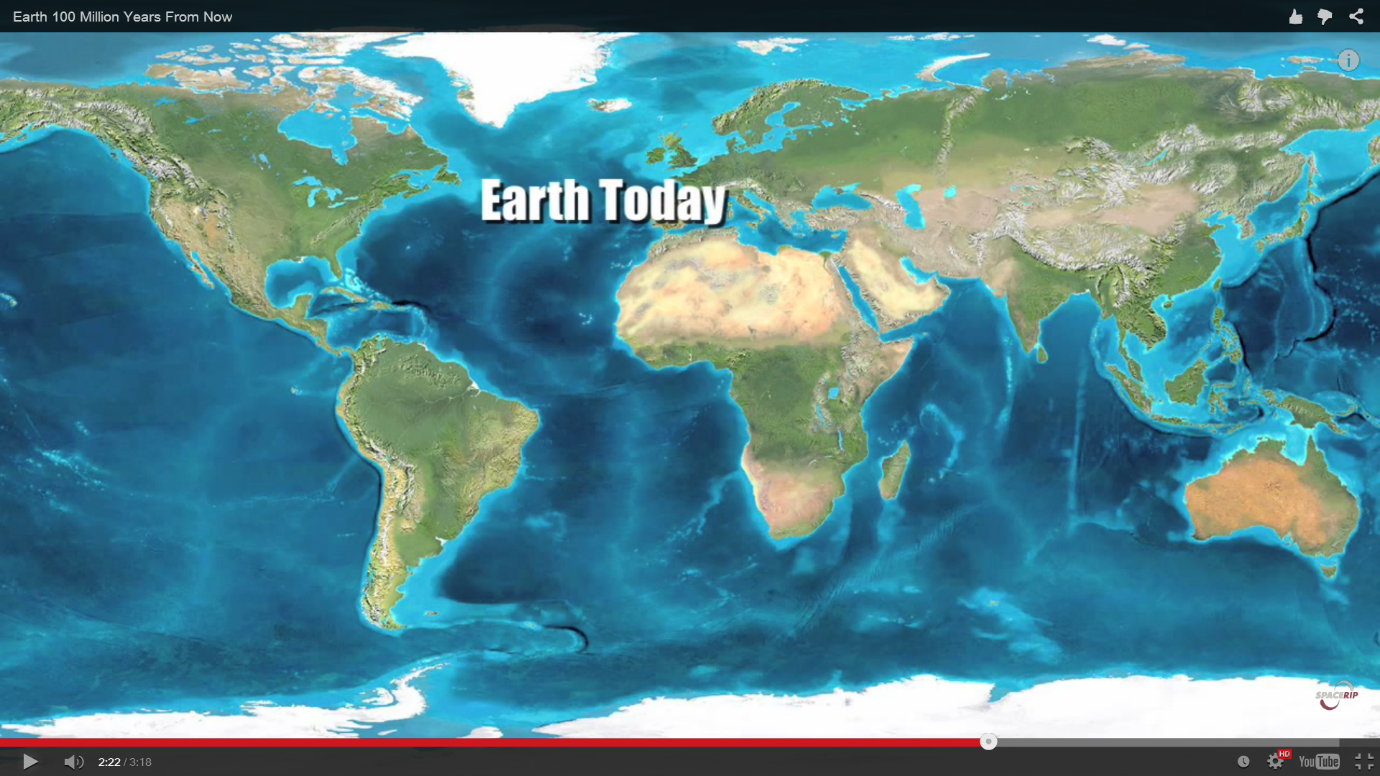 Earth 100 Million Years From Now
i
Earth Today
SPACERIP
2:22 / 3:18
HD
YouTube